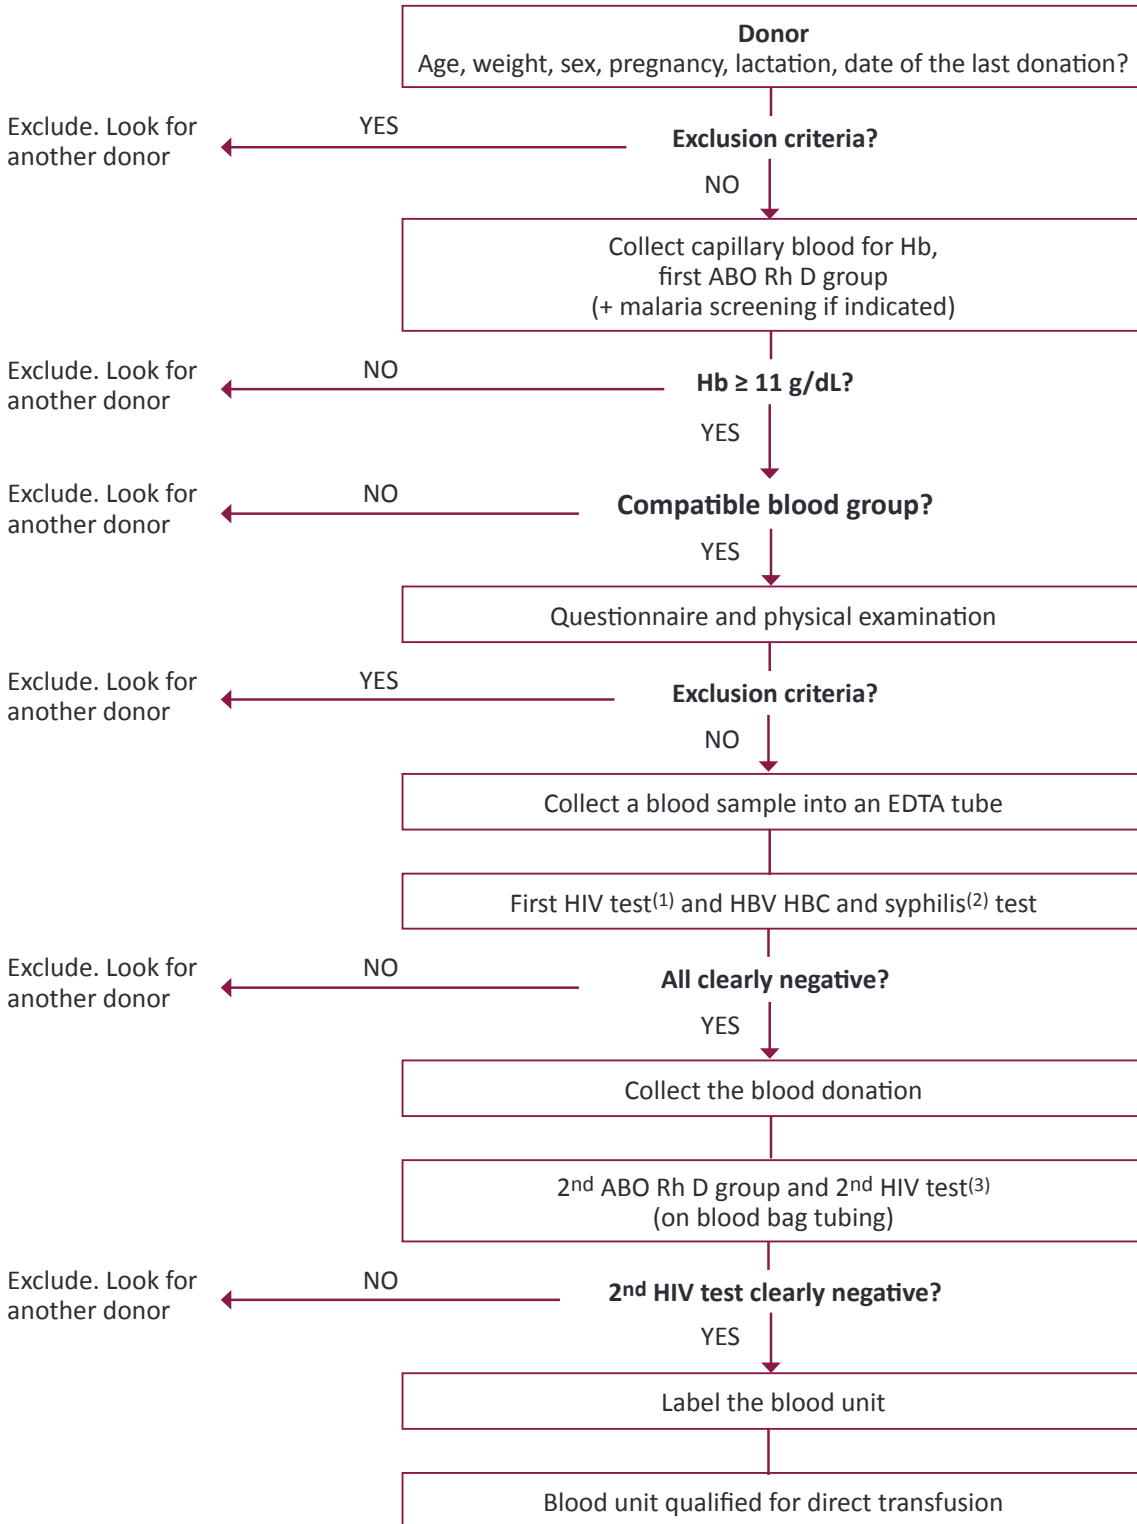 Donor
Age, weight, sex, pregnancy, lactation, date of the last donation?
Exclude. Look for
another donor
YES
Exclusion criteria?
NO
Collect capillary blood for Hb,
first ABO Rh D group
(+ malaria screening if indicated)
Exclude. Look for
another donor
NO
Hb ≥ 11 g/dL?
YES
Exclude. Look for
another donor
NO
Compatible blood group?
YES
Questionnaire and physical examination
Exclude. Look for
another donor
YES
Exclusion criteria?
NO
Collect a blood sample into an EDTA tube
First HIV test(1) and HBV HBC and syphilis(2) test
Exclude. Look for
another donor
NO
All clearly negative?
YES
Collect the blood donation
2nd ABO Rh D group and 2nd HIV test(3)
(on blood bag tubing)
Exclude. Look for
another donor
NO
2nd HIV test clearly negative?
YES
Label the blood unit
Blood unit qualified for direct transfusion